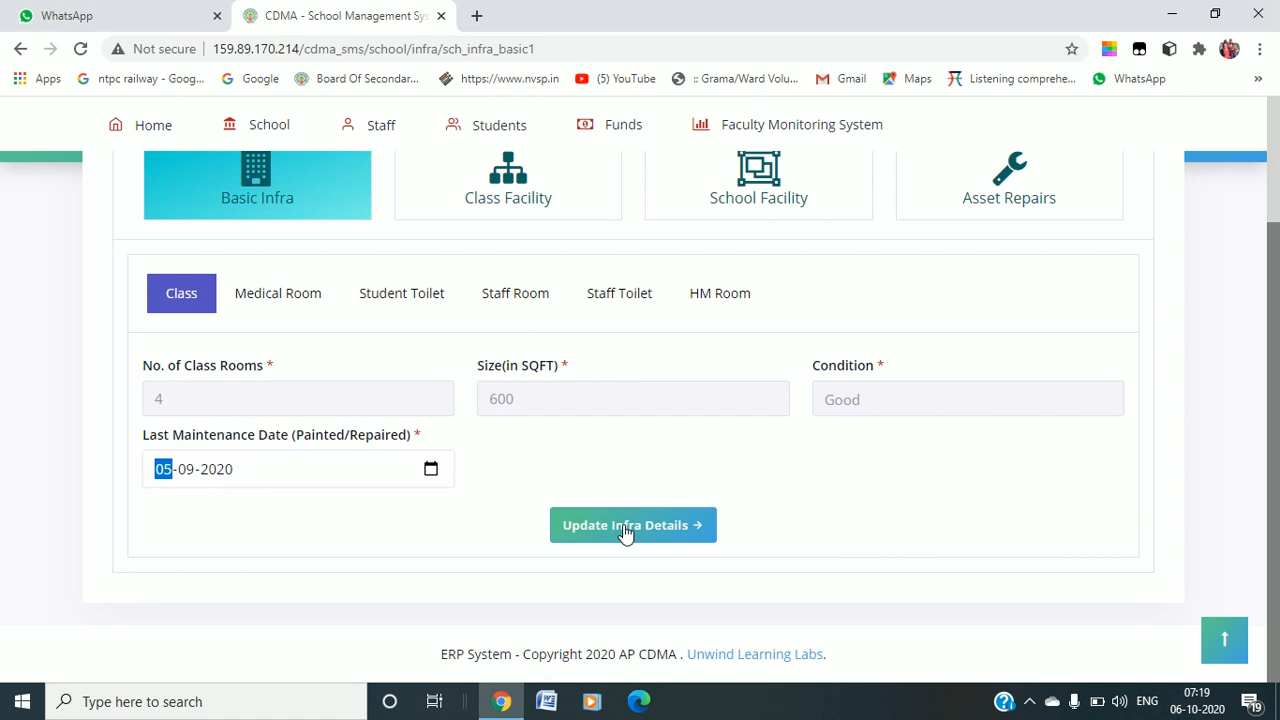 WhatsApp
CDMA - School Management Sys
Not secure 159.89.170.214/cdma_sms/school/infra/sch_infra_basic1
Apps ntpc railway - Goog... Google Board Of Secondar... https://www.nvsp.in (5) YouTube :: Grama/Ward Volu... Gmail Maps Listening comprehe... WhatsApp »
Home School Staff Students Funds Faculty Monitoring System
Basic Infra Class Facility School Facility Asset Repairs
Class Medical Room Student Toilet Staff Room Staff Toilet HM Room
No. of Class Rooms * Size(in SQFT) * Condition *
4 600 Good
Last Maintenance Date (Painted/Repaired) *
05-09-2020
Update Infra Details →
ERP System - Copyright 2020 AP CDMA . Unwind Learning Labs.
Type here to search
ENG
07:19
06-10-2020
19